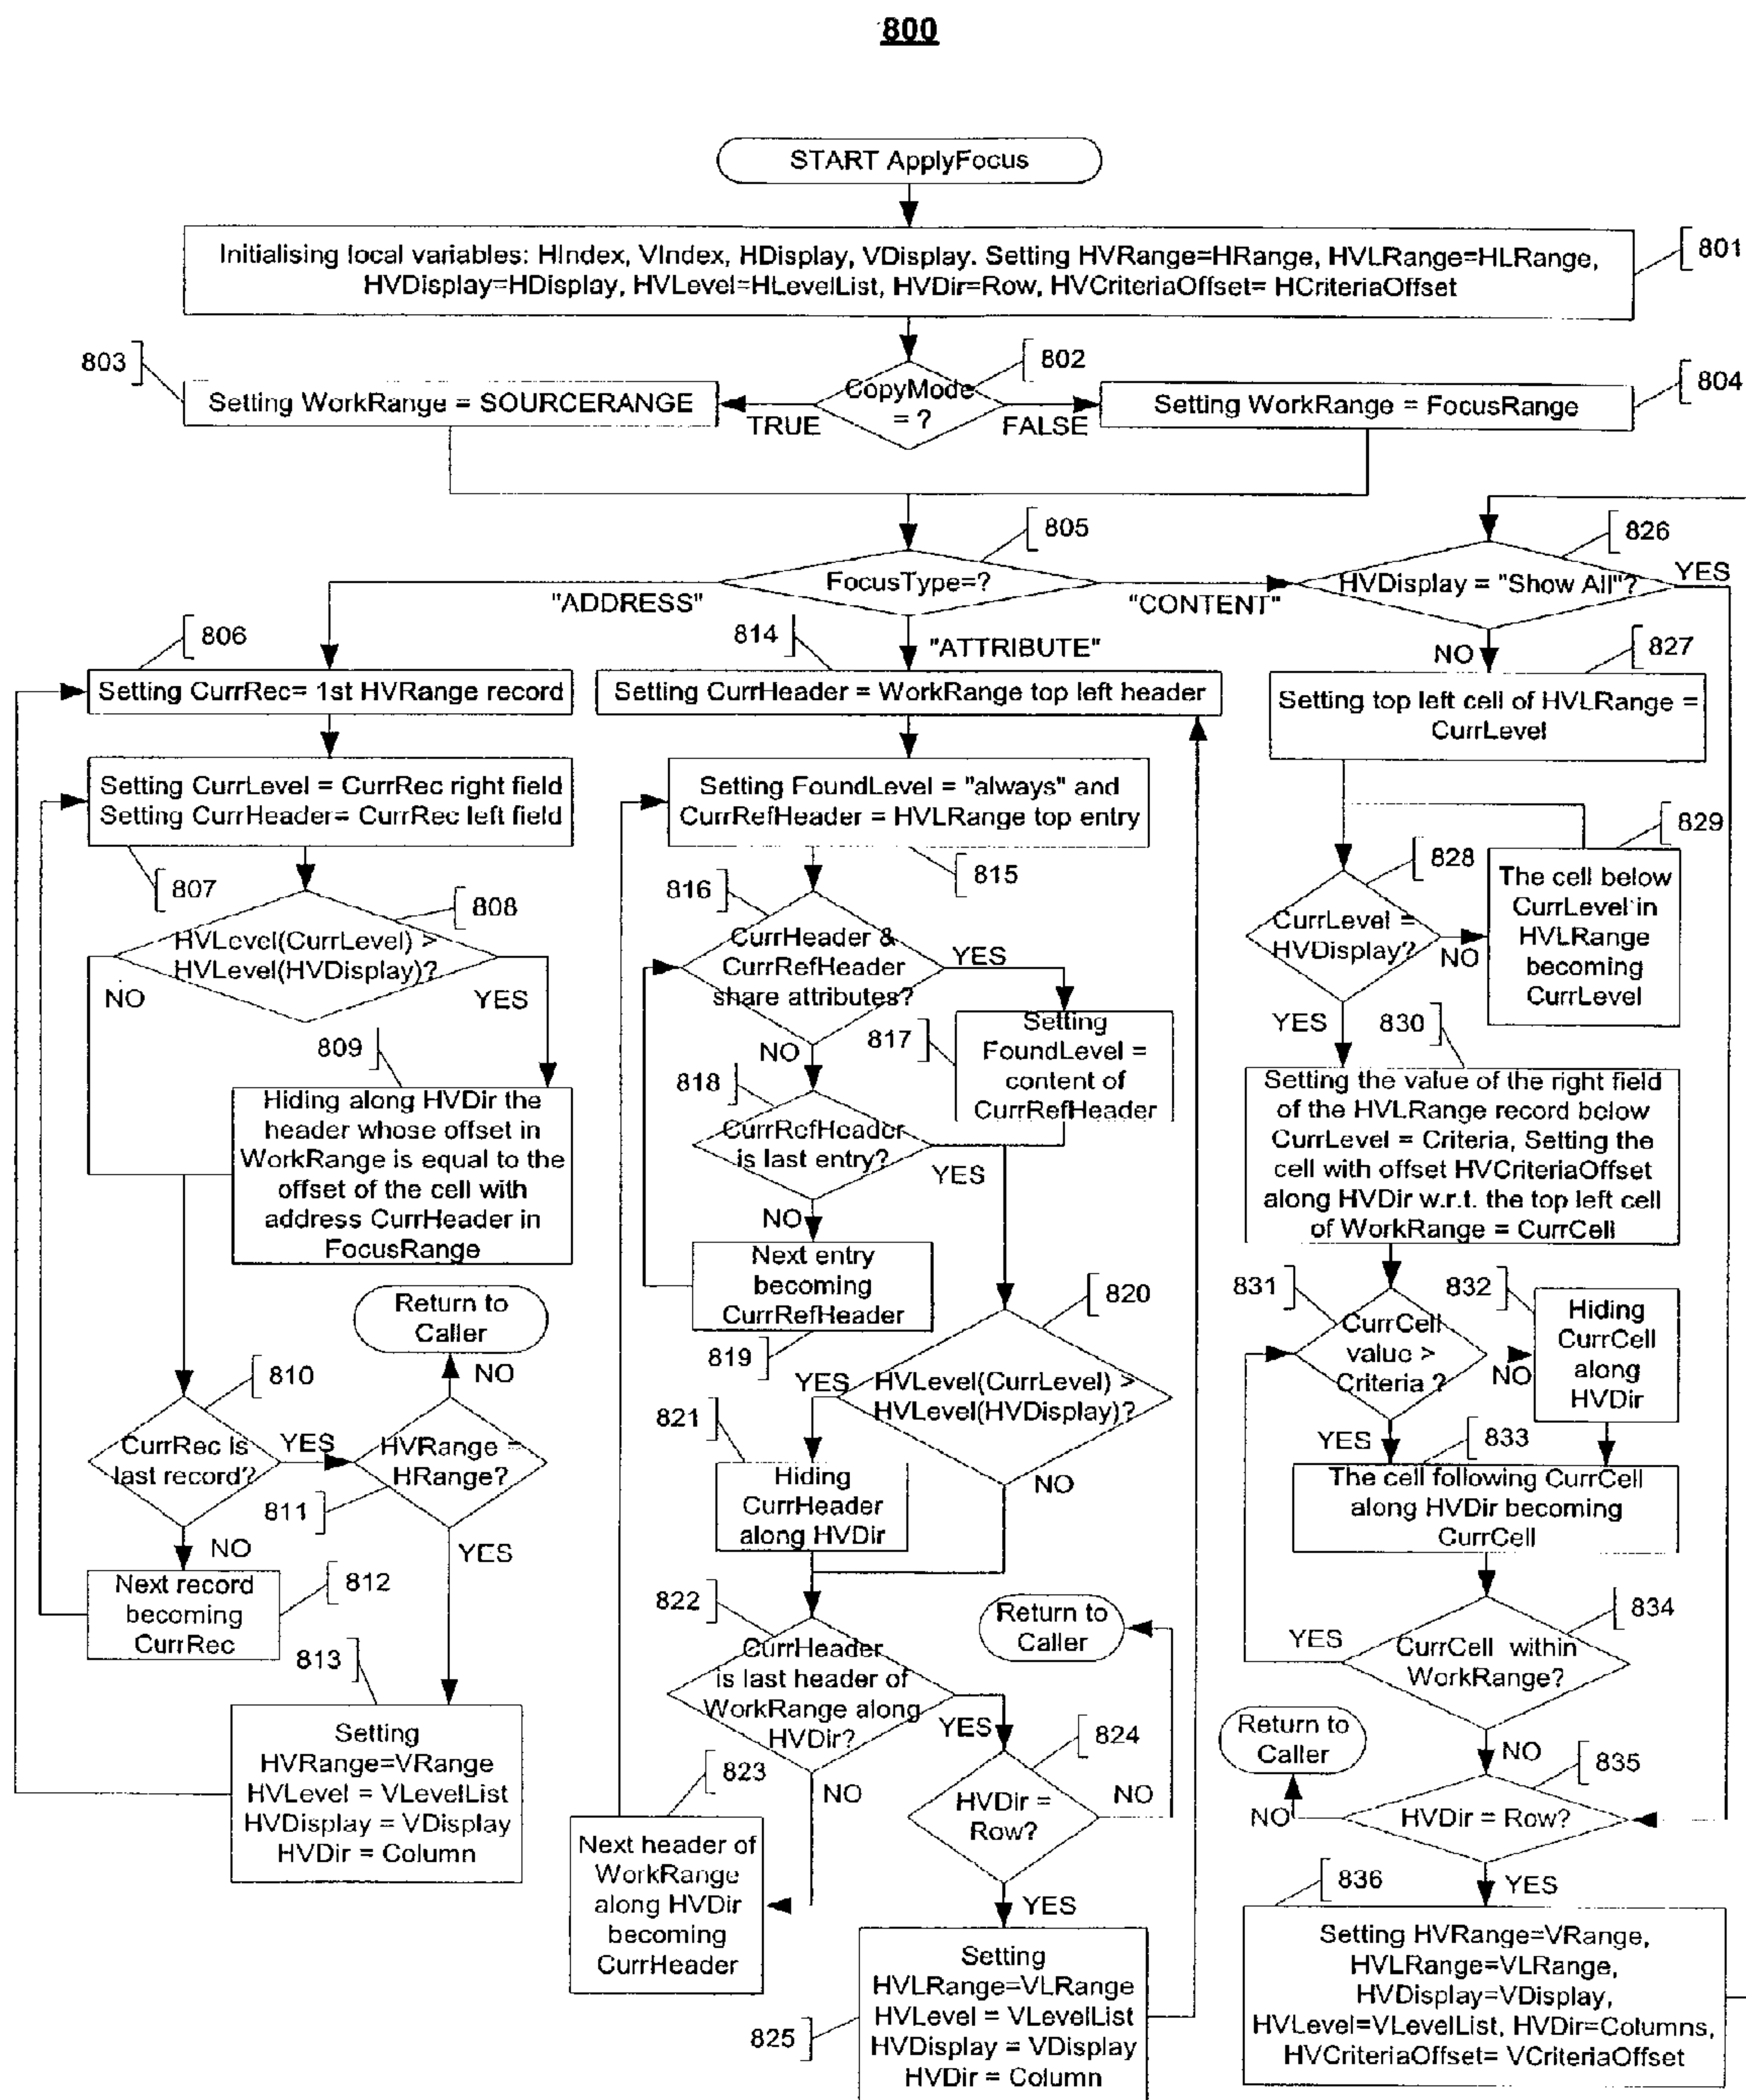 800
START ApplyFocus
Initialising local variables: HIndex, VIndex, HDisplay, VDisplay. Setting HVRange=HRange, HVLRange=HLRange,
HVDisplay=HDisplay, HVLevel=HLevelList, HVDir=Row, HVCriteriaOffset= HCriteriaOffset
801
803
Setting WorkRange = SOURCERANGE
TRUE
CopyMode
= ?
802
FALSE
Setting WorkRange = FocusRange
804
FocusType=?
805
"ADDRESS"
"ATTRIBUTE"
"CONTENT"
806
Setting CurrRec= 1st HVRange record
Setting CurrLevel = CurrRec right field
Setting CurrHeader= CurrRec left field
807
808
HVLevel(CurrLevel) >
HVLevel(HVDisplay)?
NO
YES
809
Hiding along HVDir the
header whose offset in
WorkRange is equal to the
offset of the cell with
address CurrHeader in
FocusRange
Return to
Caller
NO
810
CurrRec is
last record?
YES
HVRange =
HRange?
811
NO
YES
Next record
becoming
CurrRec
812
813
Setting
HVRange=VRange
HVLevel = VLevelList
HVDisplay = VDisplay
HVDir = Column
814
Setting CurrHeader = WorkRange top left header
Setting FoundLevel = "always" and
CurrRefHeader = HVLRange top entry
815
816
CurrHeader &
CurrRefHeader
share attributes?
YES
NO
817
Setting
FoundLevel =
content of
CurrRefHeader
818
CurrRefHeader
is last entry?
YES
NO
Next entry
becoming
CurrRefHeader
819
820
HVLevel(CurrLevel) >
HVLevel(HVDisplay)?
YES
NO
821
Hiding
CurrHeader
along HVDir
822
CurrHeader
is last header of
WorkRange along
HVDir?
YES
NO
Return to
Caller
823
Next header of
WorkRange
along HVDir
becoming
CurrHeader
824
HVDir =
Row?
NO
YES
825
Setting
HVLRange=VLRange
HVLevel = VLevelList
HVDisplay = VDisplay
HVDir = Column
826
HVDisplay = "Show All"?
YES
NO
827
Setting top left cell of HVLRange =
CurrLevel
828
CurrLevel =
HVDisplay?
NO
YES
829
The cell below
CurrLevel in
HVLRange
becoming
CurrLevel
830
Setting the value of the right field
of the HVLRange record below
CurrLevel = Criteria, Setting the
cell with offset HVCriteriaOffset
along HVDir w.r.t. the top left cell
of WorkRange = CurrCell
831
CurrCell
value >
Criteria ?
NO
YES
832
Hiding
CurrCell
along
HVDir
833
The cell following CurrCell
along HVDir becoming
CurrCell
834
CurrCell within
WorkRange?
YES
NO
Return to
Caller
835
HVDir = Row?
NO
YES
836
Setting HVRange=VRange,
HVLRange=VLRange,
HVDisplay=VDisplay,
HVLevel=VLevelList, HVDir=Columns,
HVCriteriaOffset= VCriteriaOffset